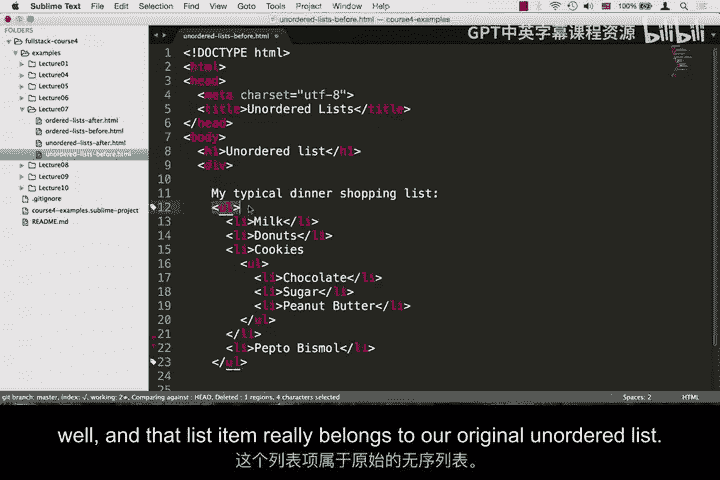 Sublime Text File Edit Selection Find View Goto Tools Project Window Help 100%
unordered-lists-before.html — course4-examples
GPT中英字幕课程资源 bilibili
FOLDERS
fullstack-course4
examples
Lecture01
Lecture04
Lecture05
Lecture06
Lecture07
ordered-lists-after.html
ordered-lists-before.html
unordered-lists-after.html
unordered-lists-before.html
Lecture08
Lecture09
Lecture10
.gitignore
course4-examples.sublime-project
README.md
unordered-lists-before.html
1 <!DOCTYPE html>
2 <html>
3 <head>
4 <meta charset="utf-8">
5 <title>Unordered Lists</title>
6 </head>
7 <body>
8 <h1>Unordered list</h1>
9 <div>
10
11 My typical dinner shopping list:
12 <ul>
13 <li>Milk</li>
14 <li>Donuts</li>
15 <li>Cookies
16 <ul>
17 <li>Chocolate</li>
18 <li>Sugar</li>
19 <li>Peanut Butter</li>
20 </ul>
21 </li>
22 <li>Pepto Bismol</li>
23 </ul>
24
git branch: master, index: √, working: 2≠, Comparing against : HEAD, Deleted : 1 regions, 4 characters selected Spaces: 2 HTML
well, and that list item really belongs to our original unordered list.
这个列表项属于原始的无序列表。